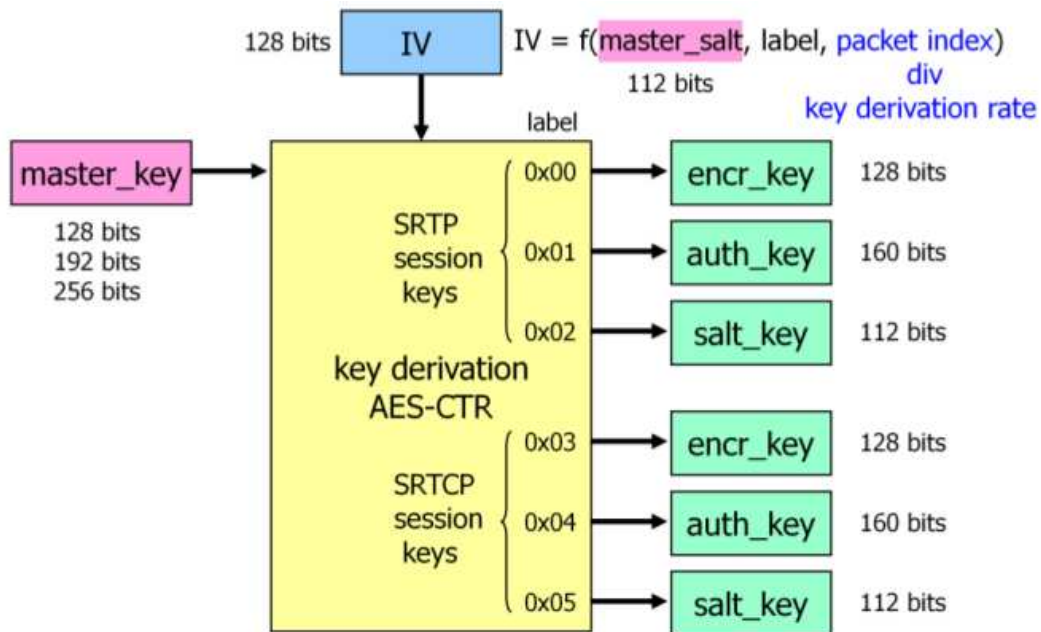 128 bits
IV
IV = f(master_salt, label, packet index)
112 bits
div
key derivation rate
label
master_key
128 bits
192 bits
256 bits
SRTP
session
keys
0x00
encr_key
128 bits
0x01
auth_key
160 bits
0x02
salt_key
112 bits
key derivation
AES-CTR
SRTCP
session
keys
0x03
encr_key
128 bits
0x04
auth_key
160 bits
0x05
salt_key
112 bits